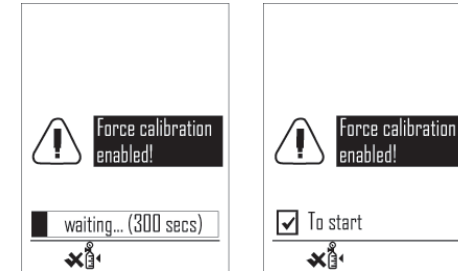 Force calibration
enabled!
waiting... (300 secs)
Force calibration
enabled!
To start